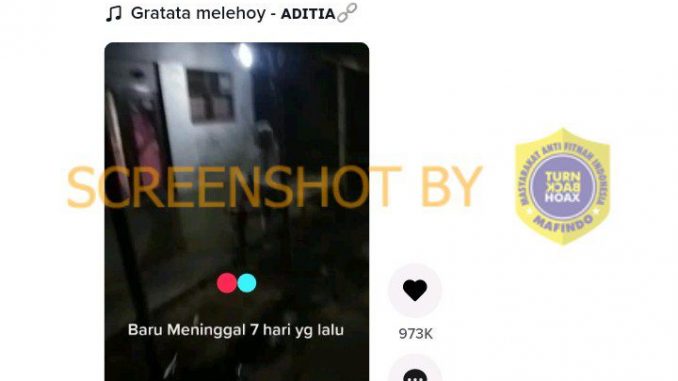 Gratata melehoy - ᴀᴅɪᴛɪᴀ
SCREENSHOT BY
MASYARAKAT ANTI FITNAH INDONESIA
TURN
BACK
HOAX
MAFINDO
Baru Meninggal 7 hari yg lalu
973K